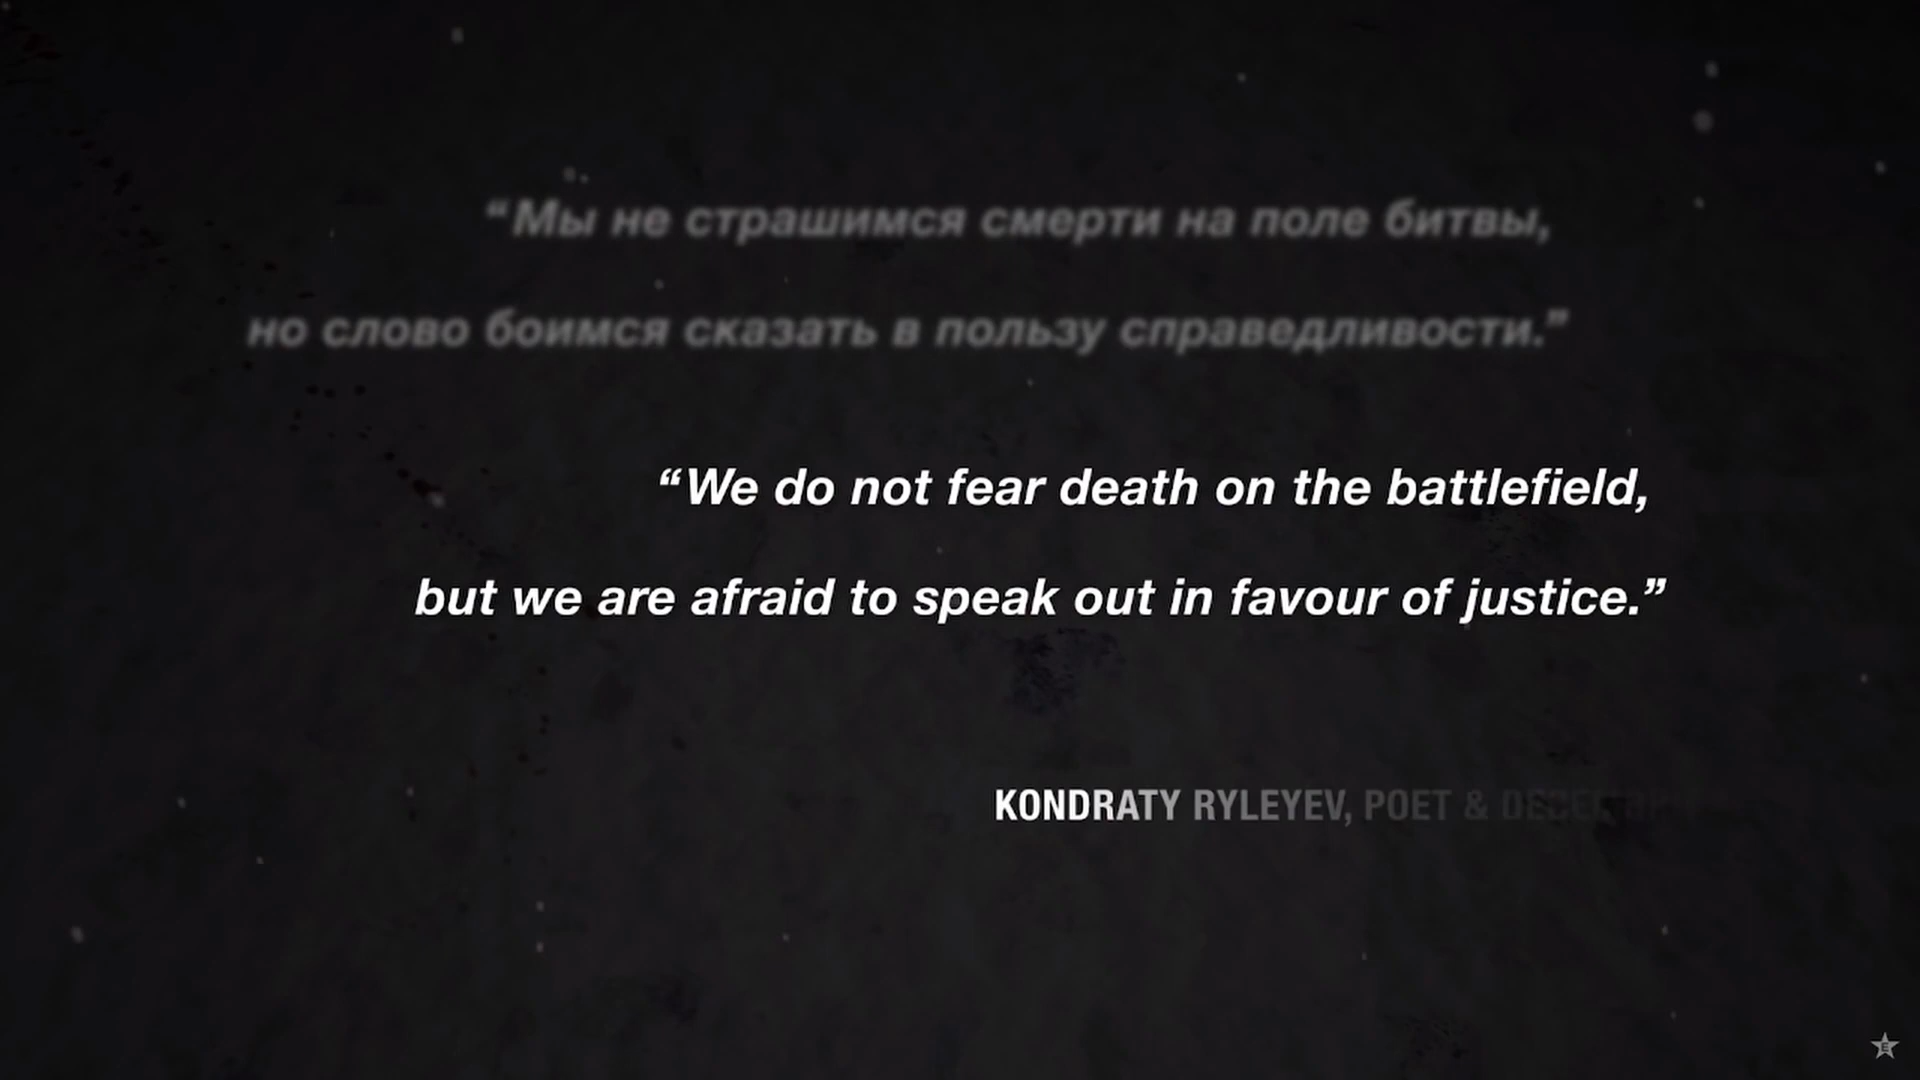 “Мы не страшимся смерти на поле битвы,
но слово боимся сказать в пользу справедливости.”
“We do not fear death on the battlefield,
but we are afraid to speak out in favour of justice.”
KONDRATY RYLEYEV, POET &